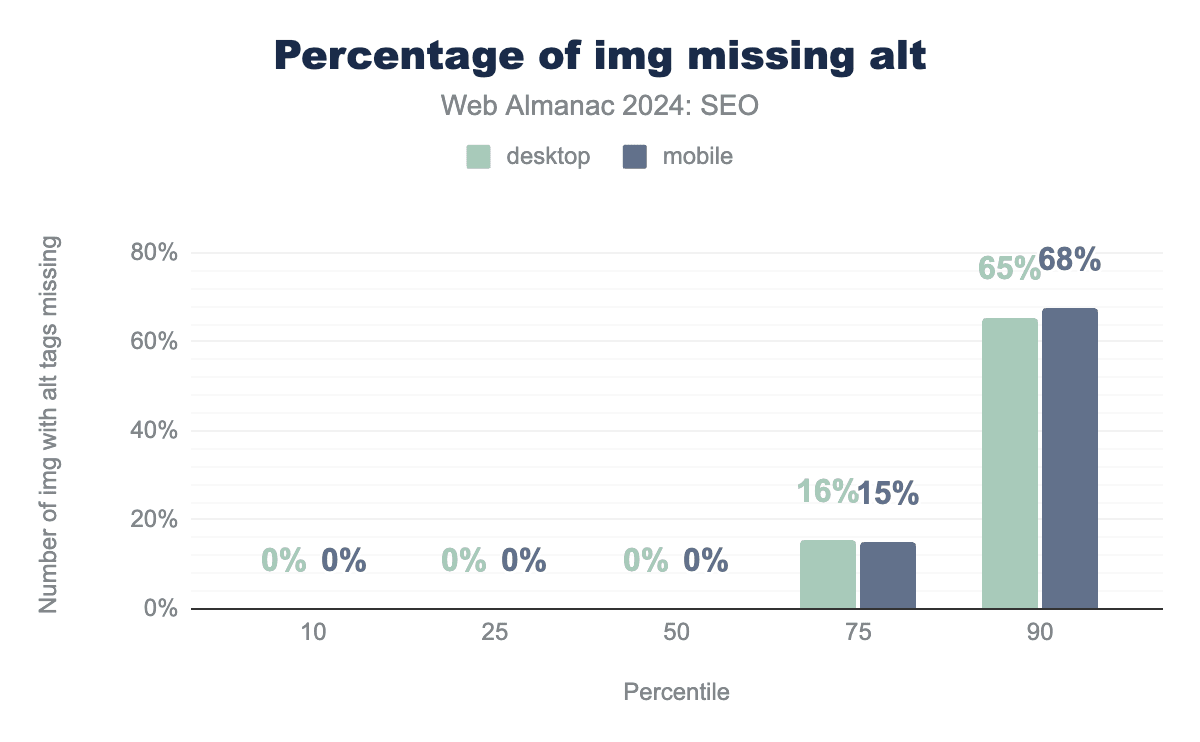 Percentage of img missing alt
Web Almanac 2024: SEO
desktop mobile
Number of img with alt tags missing
80%
60%
40%
20%
0%
0% 0%
0% 0%
0% 0%
16% 15%
65% 68%
10 25 50 75 90
Percentile